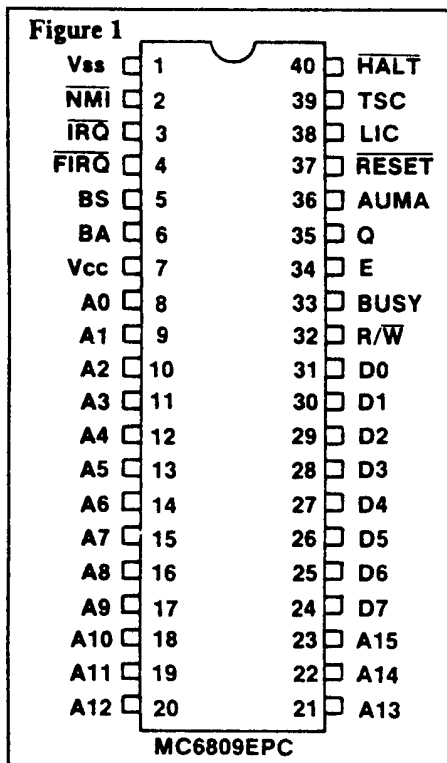 Figure 1
Vss 1 40 HALT
NMI 2 39 TSC
IRQ 3 38 LIC
FIRQ 4 37 RESET
BS 5 36 AUMA
BA 6 35 Q
Vcc 7 34 E
A0 8 33 BUSY
A1 9 32 R/W
A2 10 31 D0
A3 11 30 D1
A4 12 29 D2
A5 13 28 D3
A6 14 27 D4
A7 15 26 D5
A8 16 25 D6
A9 17 24 D7
A10 18 23 A15
A11 19 22 A14
A12 20 21 A13
MC6809EPC